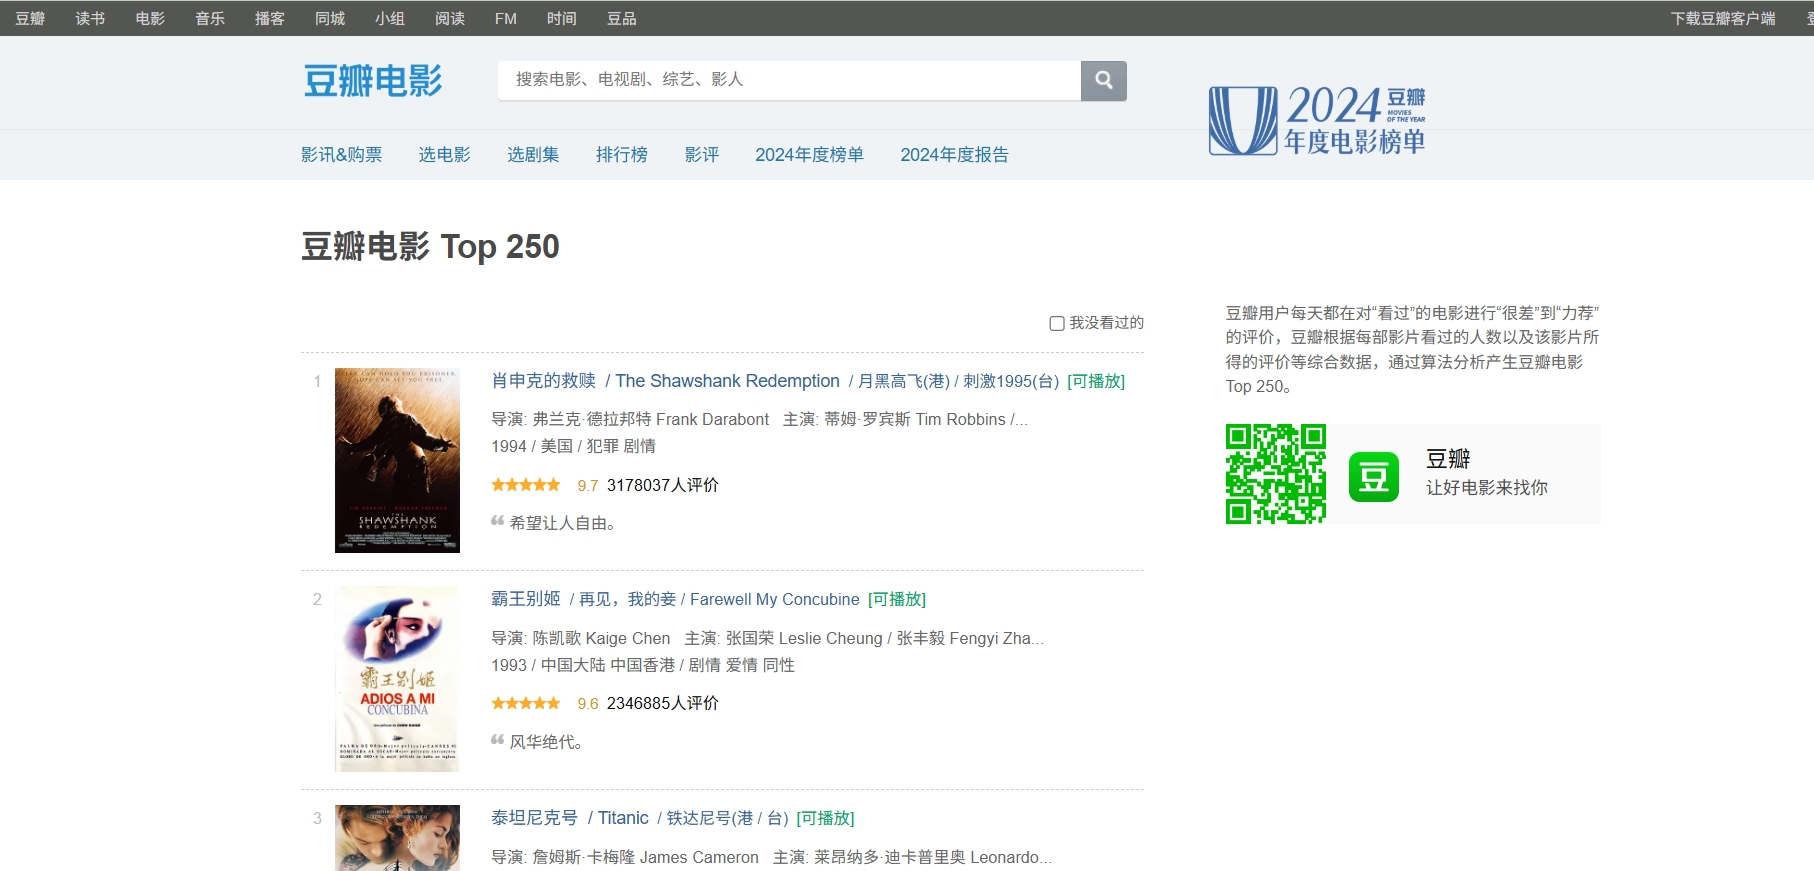 豆瓣 读书 电影 音乐 播客 同城 小组 阅读 FM 时间 豆品 下载豆瓣客户端
豆瓣电影
搜索电影、电视剧、综艺、影人
2024 豆瓣
MOVIES
OF THE YEAR
年度电影榜单
影讯&购票 选电影 选剧集 排行榜 影评 2024年度榜单 2024年度报告
豆瓣电影 Top 250
我没看过的
1
肖申克的救赎 / The Shawshank Redemption / 月黑高飞(港) / 刺激1995(台) [可播放]
导演: 弗兰克·德拉邦特 Frank Darabont 主演: 蒂姆·罗宾斯 Tim Robbins /...
1994 / 美国 / 犯罪 剧情
9.7 3178037人评价
希望让人自由。
THE
SHAWSHANK
REDEMPTION
2
霸王别姬 / 再见，我的妾 / Farewell My Concubine [可播放]
导演: 陈凯歌 Kaige Chen 主演: 张国荣 Leslie Cheung / 张丰毅 Fengyi Zha...
1993 / 中国大陆 中国香港 / 剧情 爱情 同性
9.6 2346885人评价
风华绝代。
霸王别姬
ADIOS A MI
CONCUBINA
3
泰坦尼克号 / Titanic / 铁达尼号(港 / 台) [可播放]
导演: 詹姆斯·卡梅隆 James Cameron 主演: 莱昂纳多·迪卡普里奥 Leonardo...
豆瓣用户每天都在对“看过”的电影进行“很差”到“力荐”
的评价，豆瓣根据每部影片看过的人数以及该影片所
得的评价等综合数据，通过算法分析产生豆瓣电影
Top 250。
豆
豆瓣
让好电影来找你